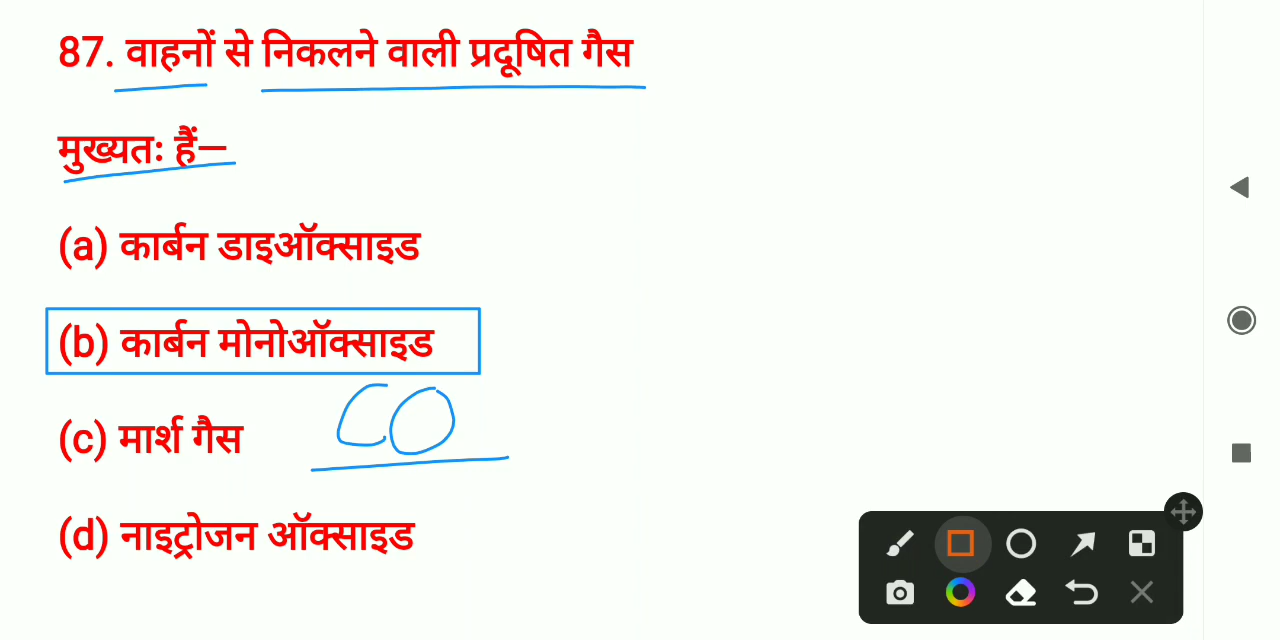 87. वाहनों से निकलने वाली प्रदूषित गैस
मुख्यतः हैं—
(a) कार्बन डाइऑक्साइड
(b) कार्बन मोनोऑक्साइड
CO
(c) मार्श गैस
(d) नाइट्रोजन ऑक्साइड